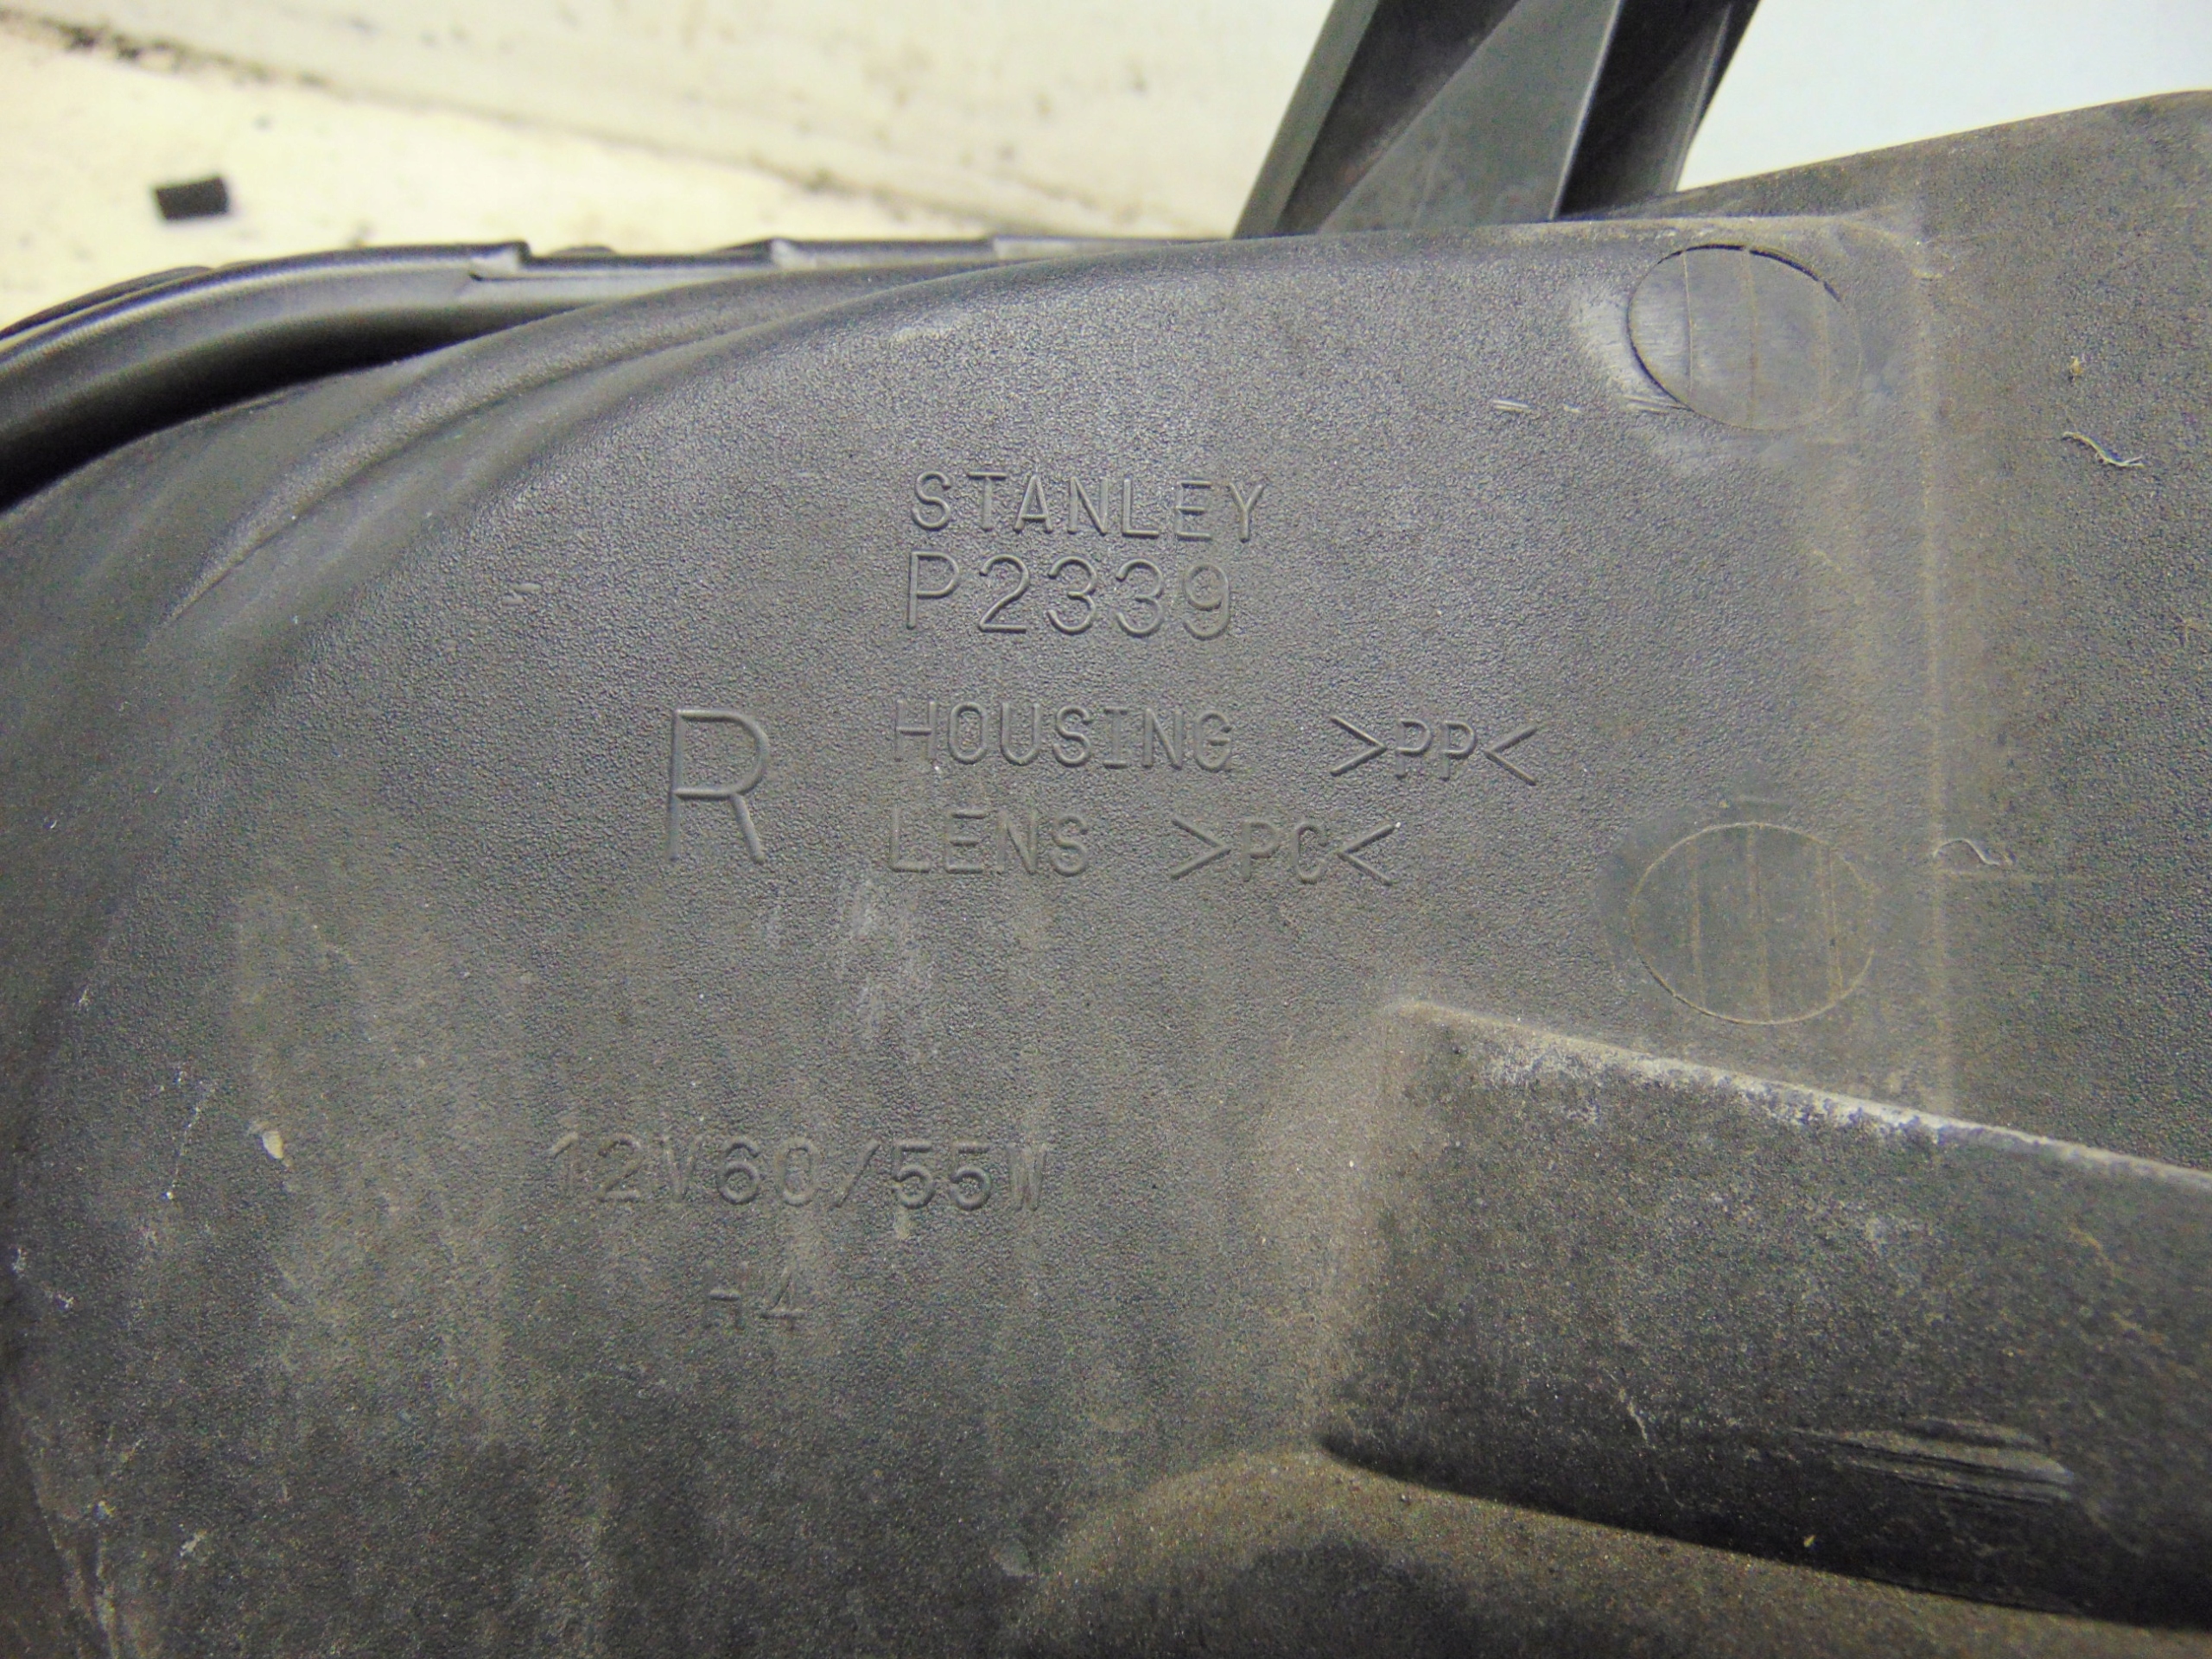 STANLEY
P2339
R
HOUSING >PP<
LENS >PC<
12V60/55W